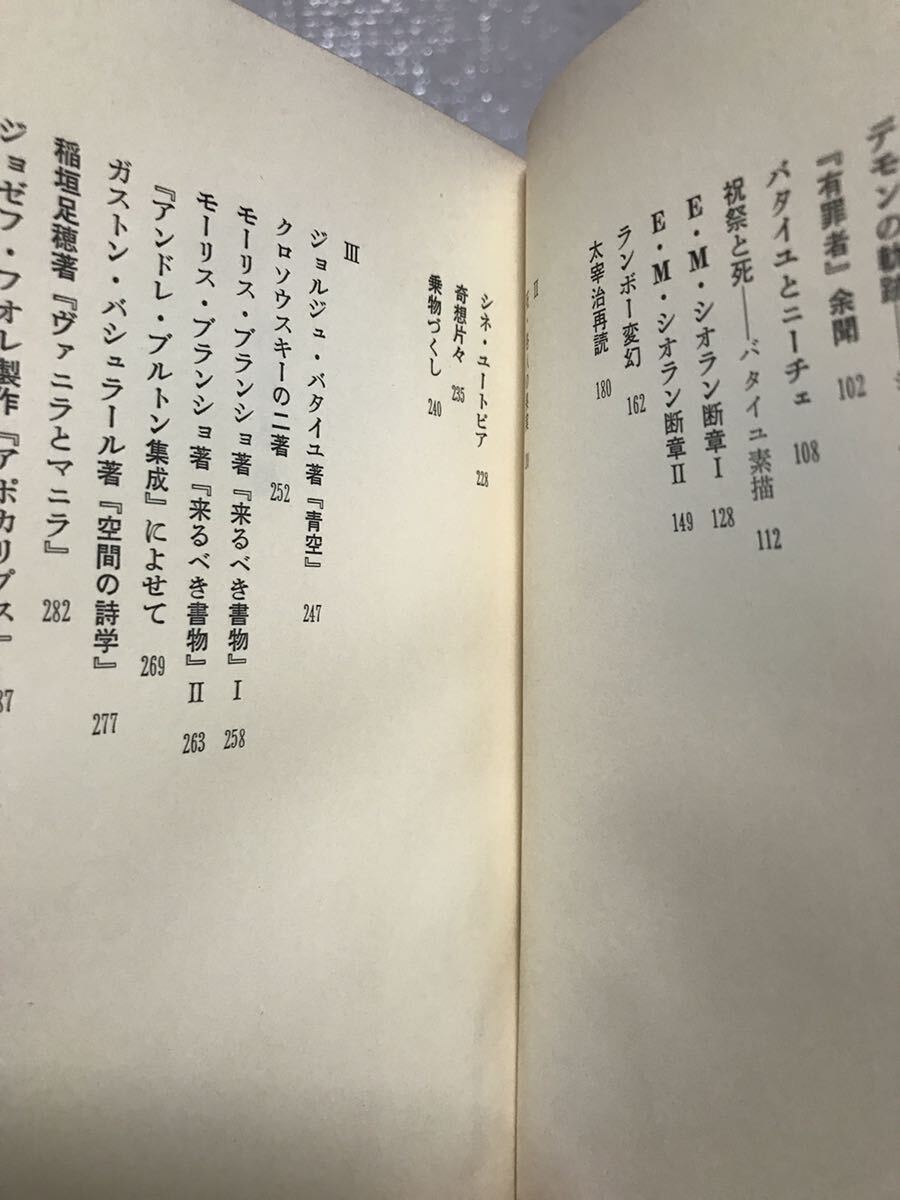 デモンの軌跡──
『有罪者』余聞 102
バタイユとニーチェ 108
祝祭と死──バタイユ素描 112
E・M・シオラン断章Ⅰ 128
E・M・シオラン断章Ⅱ 149
ランボー変幻 162
太宰治再読 180
Ⅱ
シネ・ユートピア 228
奇想片々 235
乗物づくし 240
Ⅲ
ジョルジュ・バタイユ著『青空』 247
クロソウスキーの二著 252
モーリス・ブランショ著『来るべき書物』Ⅰ 258
モーリス・ブランショ著『来るべき書物』Ⅱ 263
『アンドレ・ブルトン集成』によせて 269
ガストン・バシュラール著『空間の詩学』 277
稲垣足穂著『ヴァニラとマニラ』 282
ジョゼフ・フォル製作『アポカリプス』 87